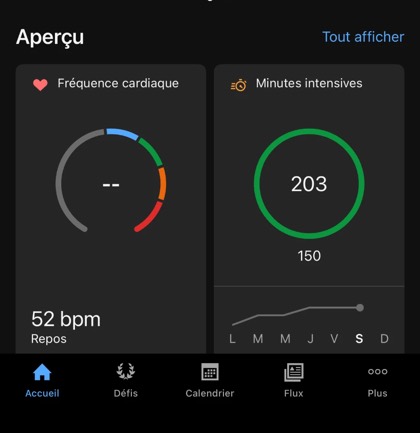 Aperçu
Tout afficher
Fréquence cardiaque
Minutes intensives
--
203
150
52 bpm
Repos
L M M J V S D
Accueil
Défis
Calendrier
Flux
Plus